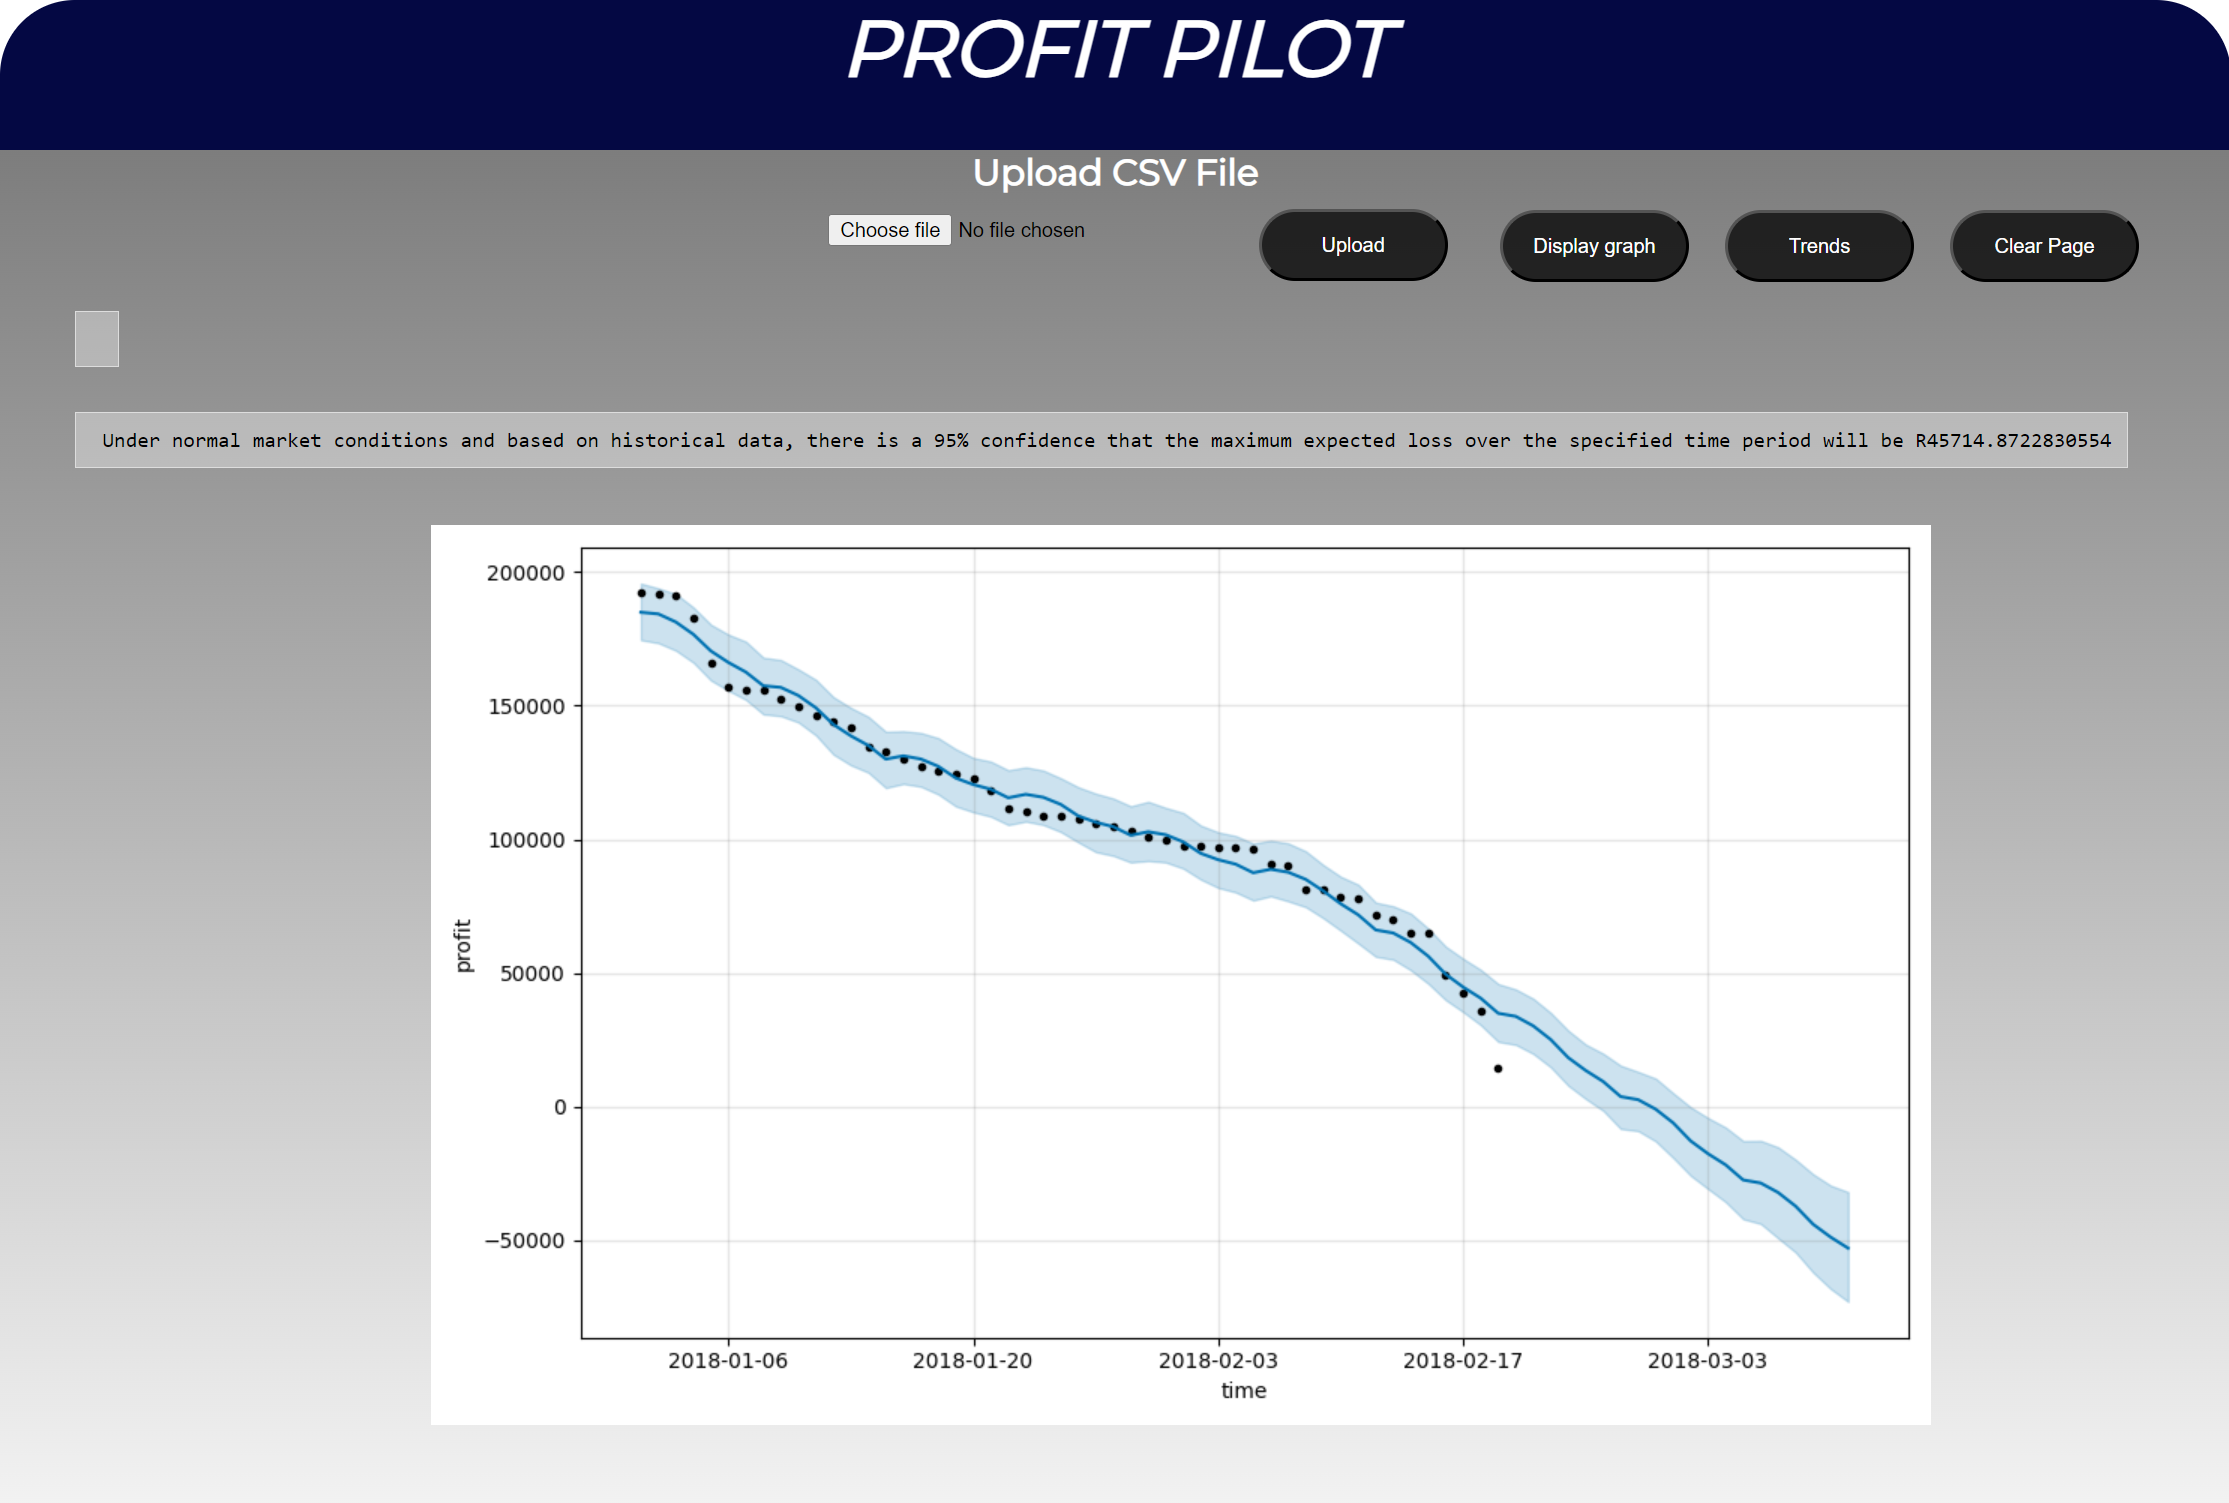 PROFIT PILOT
Upload CSV File
Choose file No file chosen Upload Display graph Trends Clear Page
Under normal market conditions and based on historical data, there is a 95% confidence that the maximum expected loss over the specified time period will be R45714.8722830554
200000
150000
100000
50000
0
−50000
profit
2018-01-06 2018-01-20 2018-02-03 2018-02-17 2018-03-03
time